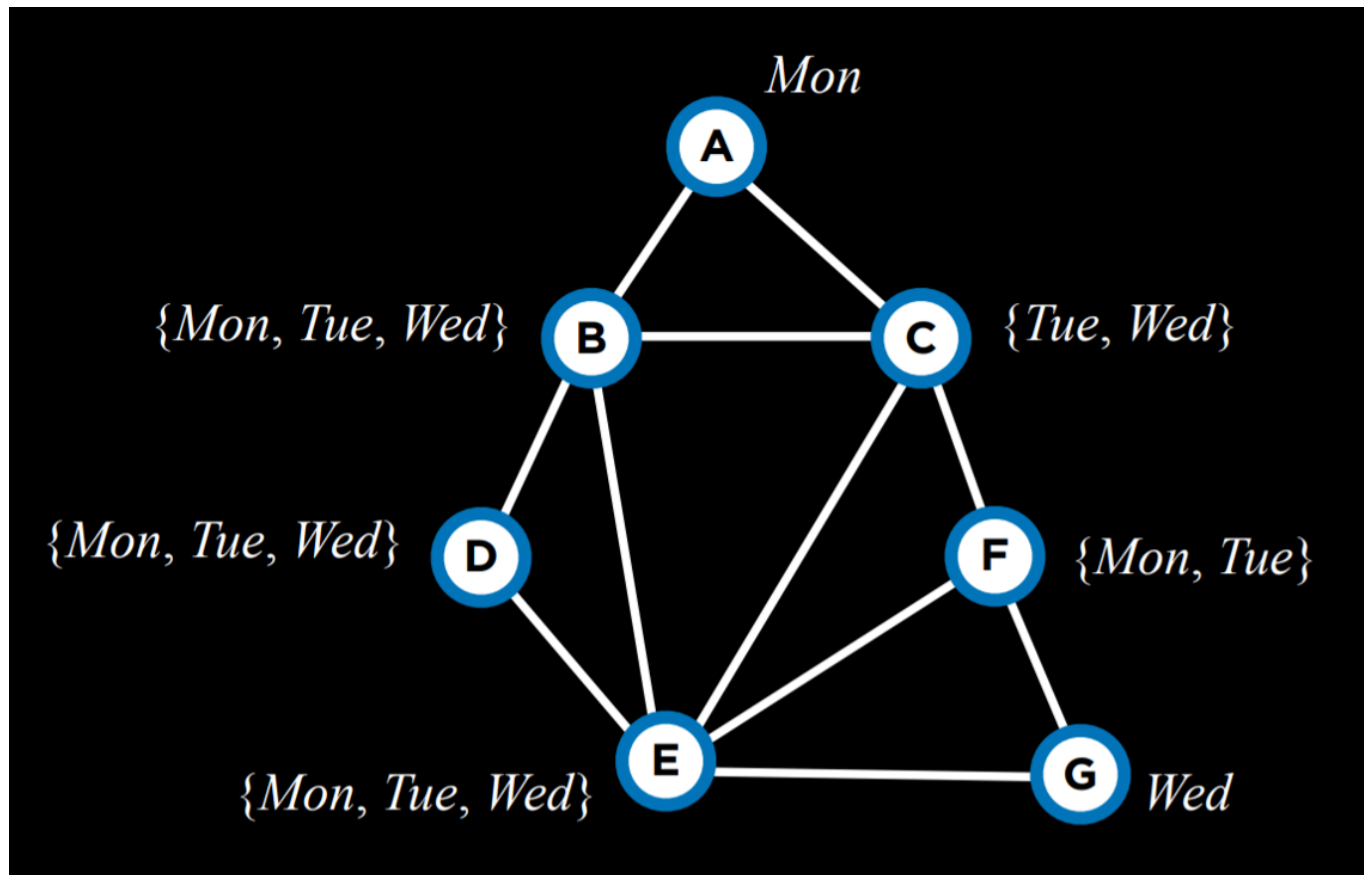 Mon
A
{Mon, Tue, Wed} B C {Tue, Wed}
{Mon, Tue, Wed} D F {Mon, Tue}
E
{Mon, Tue, Wed} G Wed